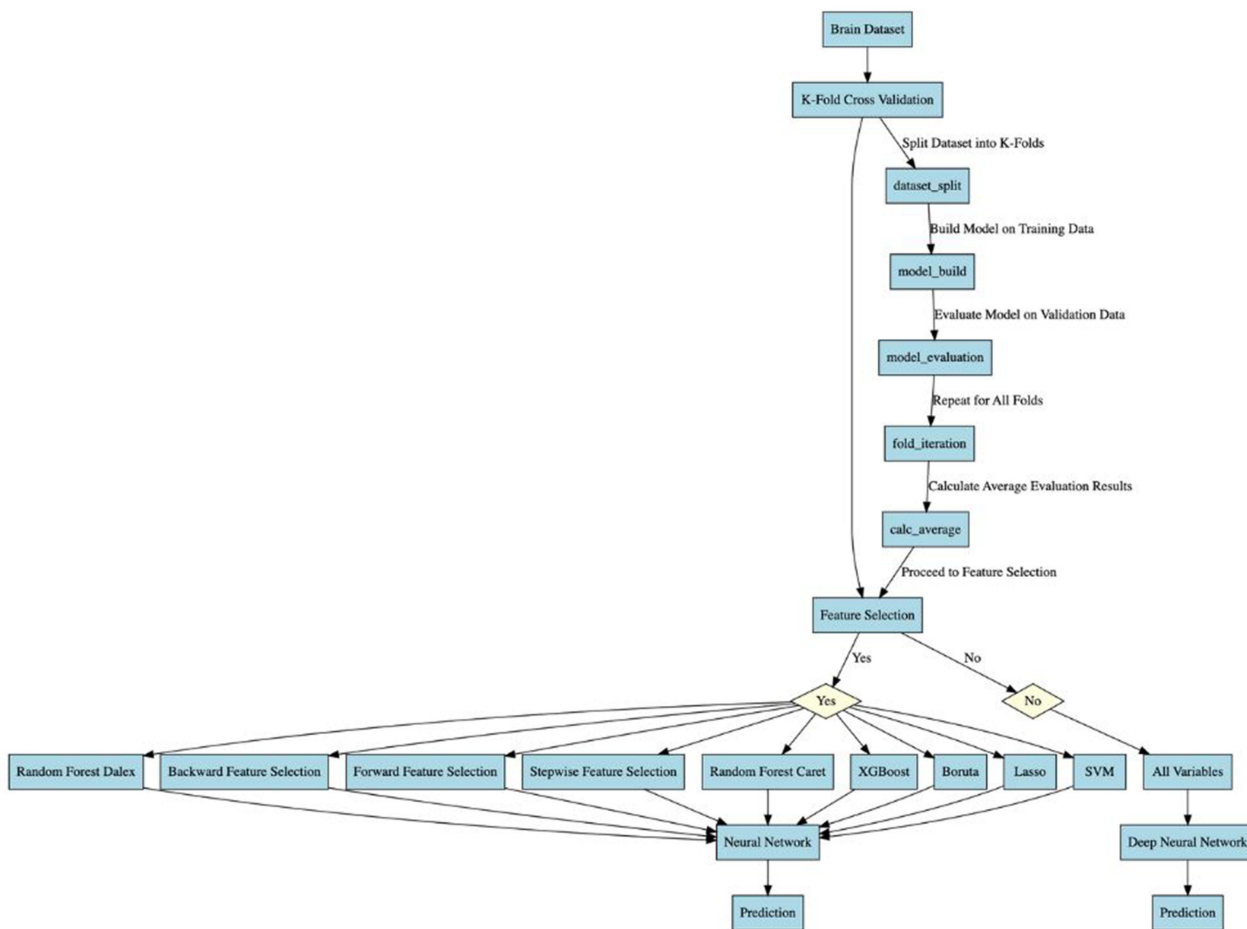 Brain Dataset
K-Fold Cross Validation
Split Dataset into K-Folds
dataset_split
Build Model on Training Data
model_build
Evaluate Model on Validation Data
model_evaluation
Repeat for All Folds
fold_iteration
Calculate Average Evaluation Results
calc_average
Proceed to Feature Selection
Feature Selection
Yes
No
Yes
No
Random Forest Dalex
Backward Feature Selection
Forward Feature Selection
Stepwise Feature Selection
Random Forest Caret
XGBoost
Boruta
Lasso
SVM
All Variables
Neural Network
Deep Neural Network
Prediction
Prediction